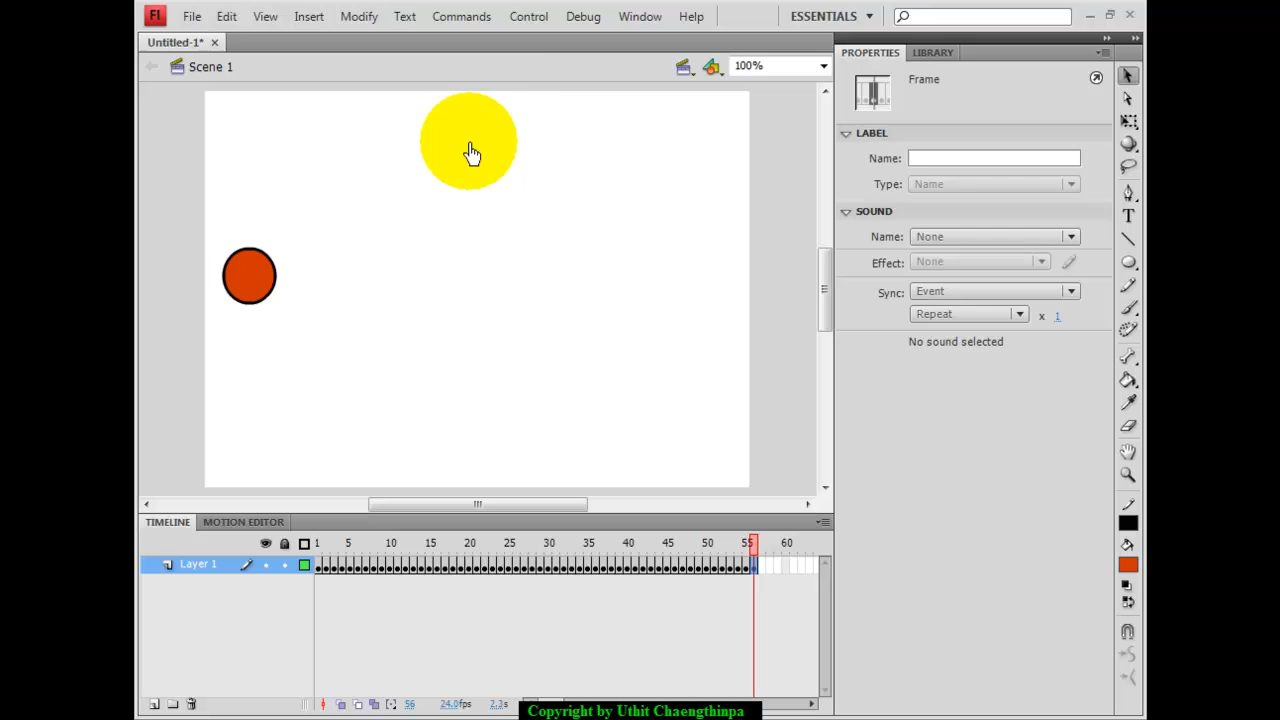 Fl File Edit View Insert Modify Text Commands Control Debug Window Help ESSENTIALS
Untitled-1*
Scene 1 100%
PROPERTIES LIBRARY
Frame
LABEL
Name:
Type: Name
SOUND
Name: None
Effect: None
Sync: Event
Repeat x 1
No sound selected
TIMELINE MOTION EDITOR
1 5 10 15 20 25 30 35 40 45 50 55 60
Layer 1
56 24.0fps 2.3s
Copyright by Uthit Chaengthinpa